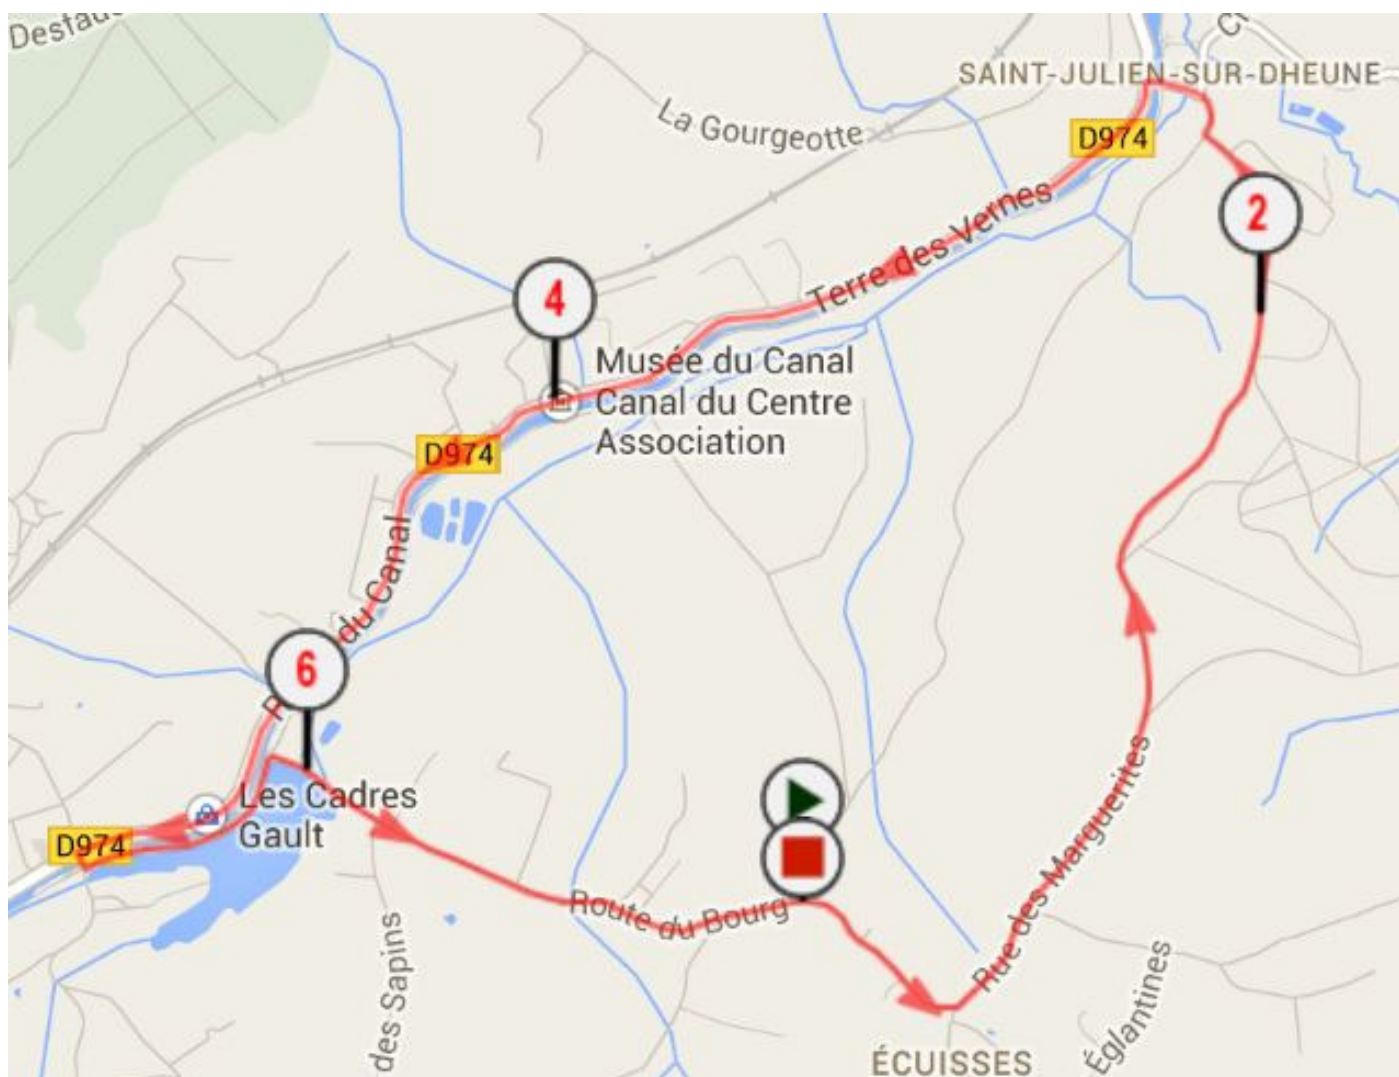 SAINT-JULIEN-SUR-DHEUNE
La Gourgeotte
D974
2
Terre des Vernes
4
Musée du Canal
Canal du Centre
Association
D974
du Canal
6
Les Cadres
Gault
D974
Route du Bourg
Rue des Marguerites
des Sapins
Églantines
ÉCUISSES